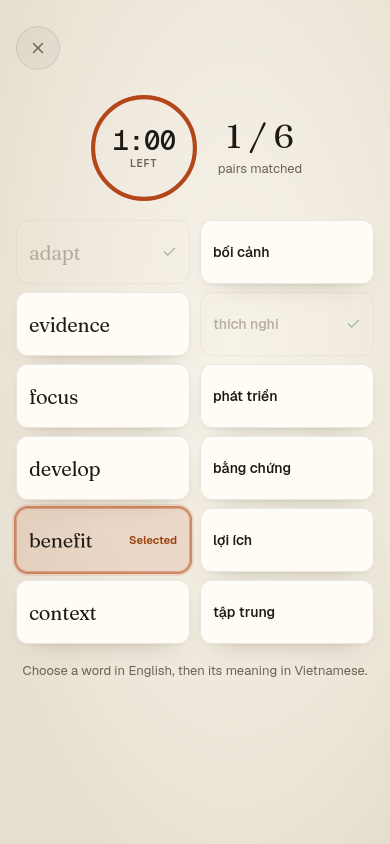 1:00
LEFT
1/6
pairs matched
adapt
bối cảnh
evidence
thích nghi
focus
phát triển
develop
bằng chứng
benefit
Selected
lợi ích
context
tập trung
Choose a word in English, then its meaning in Vietnamese.